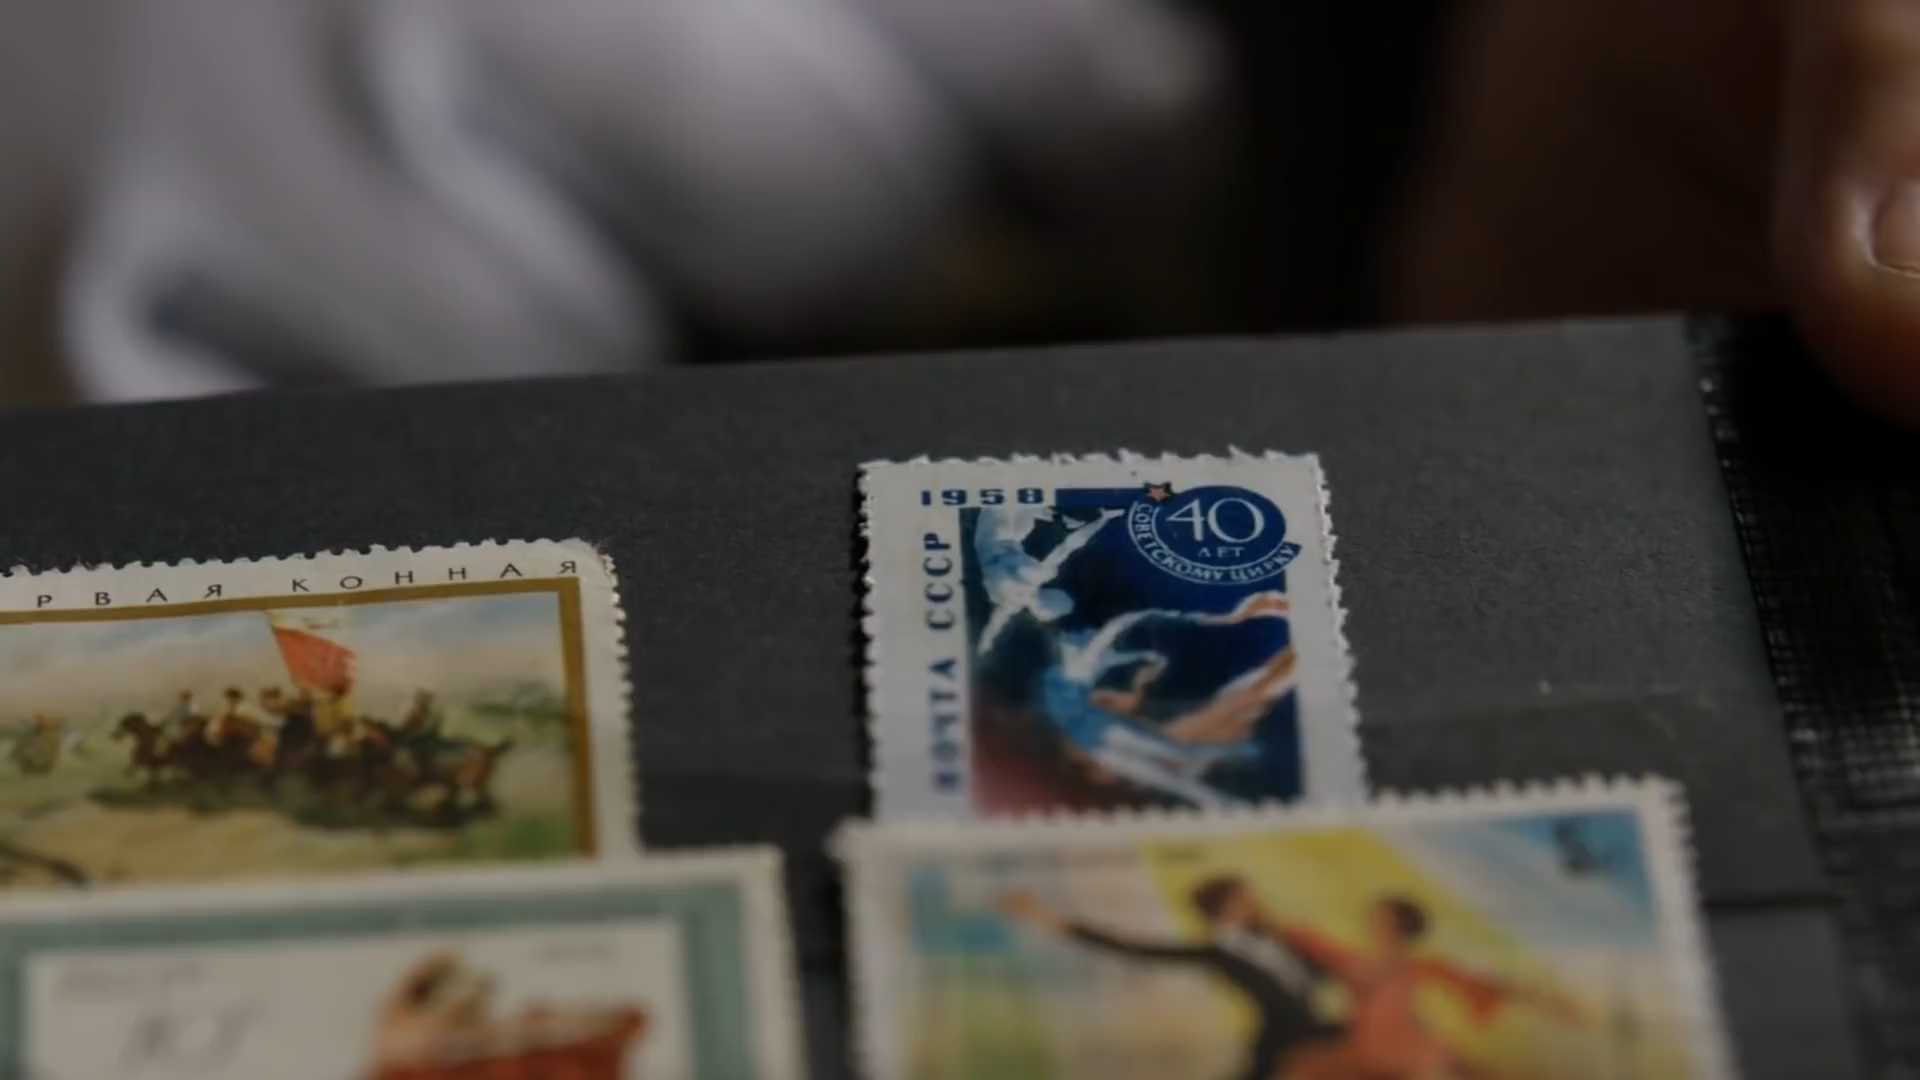 РВАЯ КОННАЯ
1958
ПОЧТА СССР
40
ЛЕТ
СОВЕТСКОМУ ЦИРКУ